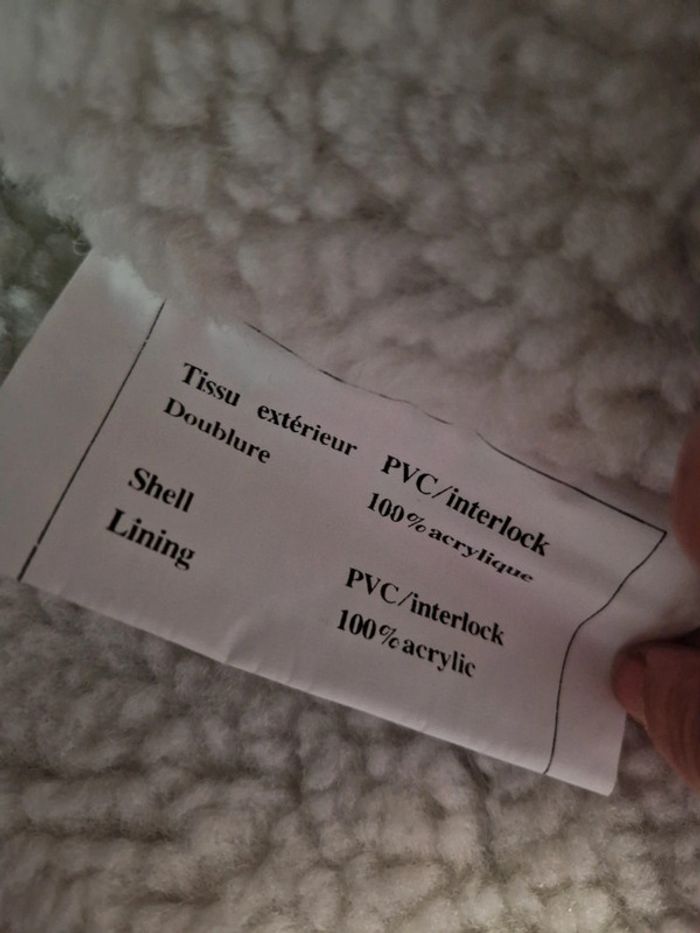 Tissu extérieur PVC/interlock
Doublure 100% acrylique
Shell PVC/interlock
Lining 100% acrylic